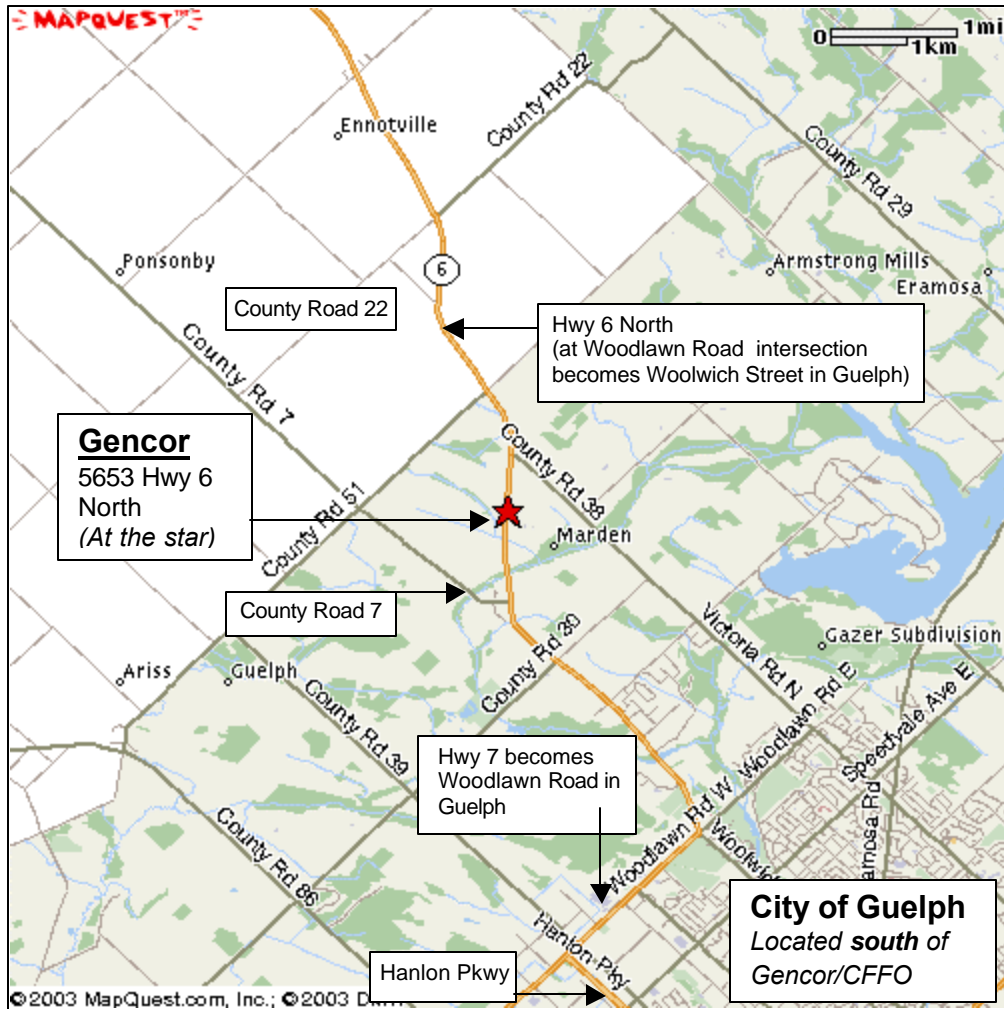 MAPQUEST
0 1mi
1km
County Rd 22
Ennotville
County Rd 29
Ponsonby
Armstrong Mills
Eramosa
6
County Road 22
Hwy 6 North
(at Woodlawn Road intersection
becomes Woolwich Street in Guelph)
County Rd 7
Gencor
5653 Hwy 6
North
(At the star)
County Rd 51
County Rd 38
Marden
County Road 7
County Rd 30
Victoria Rd N
Gazer Subdivision
Ariss
Guelph
County Rd 39
Woodlawn Rd E
Speedvale Ave E
Hwy 7 becomes
Woodlawn Road in
Guelph
Woodlawn Rd W
County Rd 86
Hanlon Pky
Hanlon Pkwy
City of Guelph
Located south of
Gencor/CFFO
©2003 MapQuest.com, Inc.; ©2003